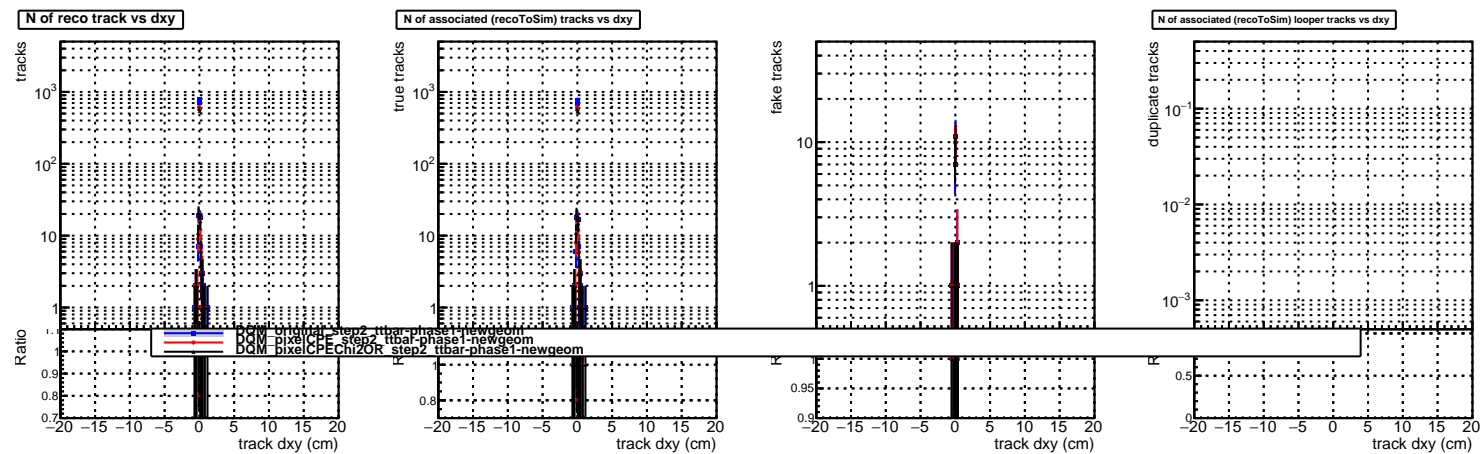 N of reco track vs dxy
N of associated (recoToSim) tracks vs dxy
N of associated (recoToSim) looper tracks vs dxy
tracks
10³
10²
10
1
true tracks
10³
10²
10
1
fake tracks
10
1
duplicate tracks
10⁻¹
10⁻²
10⁻³
DQM_original_step2_ttbar-phase1-newgeom
DQM_pixelCPE_step2_ttbar-phase1-newgeom
DQM_pixelCPEChi2OR_step2_ttbar-phase1-newgeom
Ratio
1
0.9
0.8
0.7
1
0.8
0.95
0.9
0.5
0
−20 −15 −10 −5 0 5 10 15 20
track dxy (cm)
−20 −15 −10 −5 0 5 10 15 20
track dxy (cm)
−20 −15 −10 −5 0 5 10 15 20
track dxy (cm)
−20 −15 −10 −5 0 5 10 15 20
track dxy (cm)